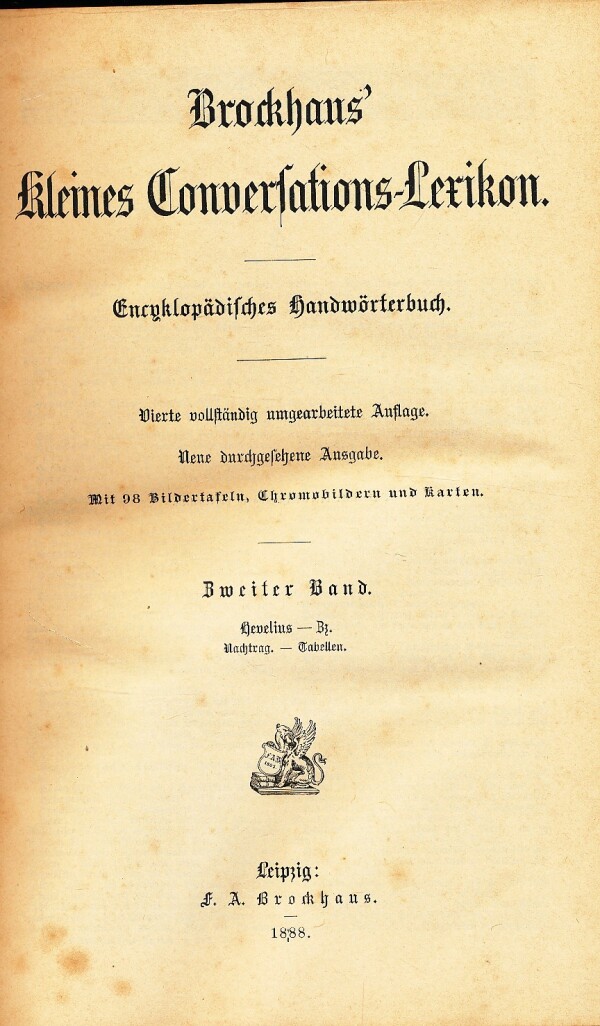 Brockhaus'
Kleines Conversations-Lexikon.
Encyklopädisches Handwörterbuch.
Vierte vollständig umgearbeitete Auflage.
Neue durchgesehene Ausgabe.
Mit 98 Bildertafeln, Chromobildern und Karten.
Zweiter Band.
Hevelius — Zz.
Nachtrag. — Tabellen.
F.A.B.
Leipzig:
F. A. Brockhaus.
1888.